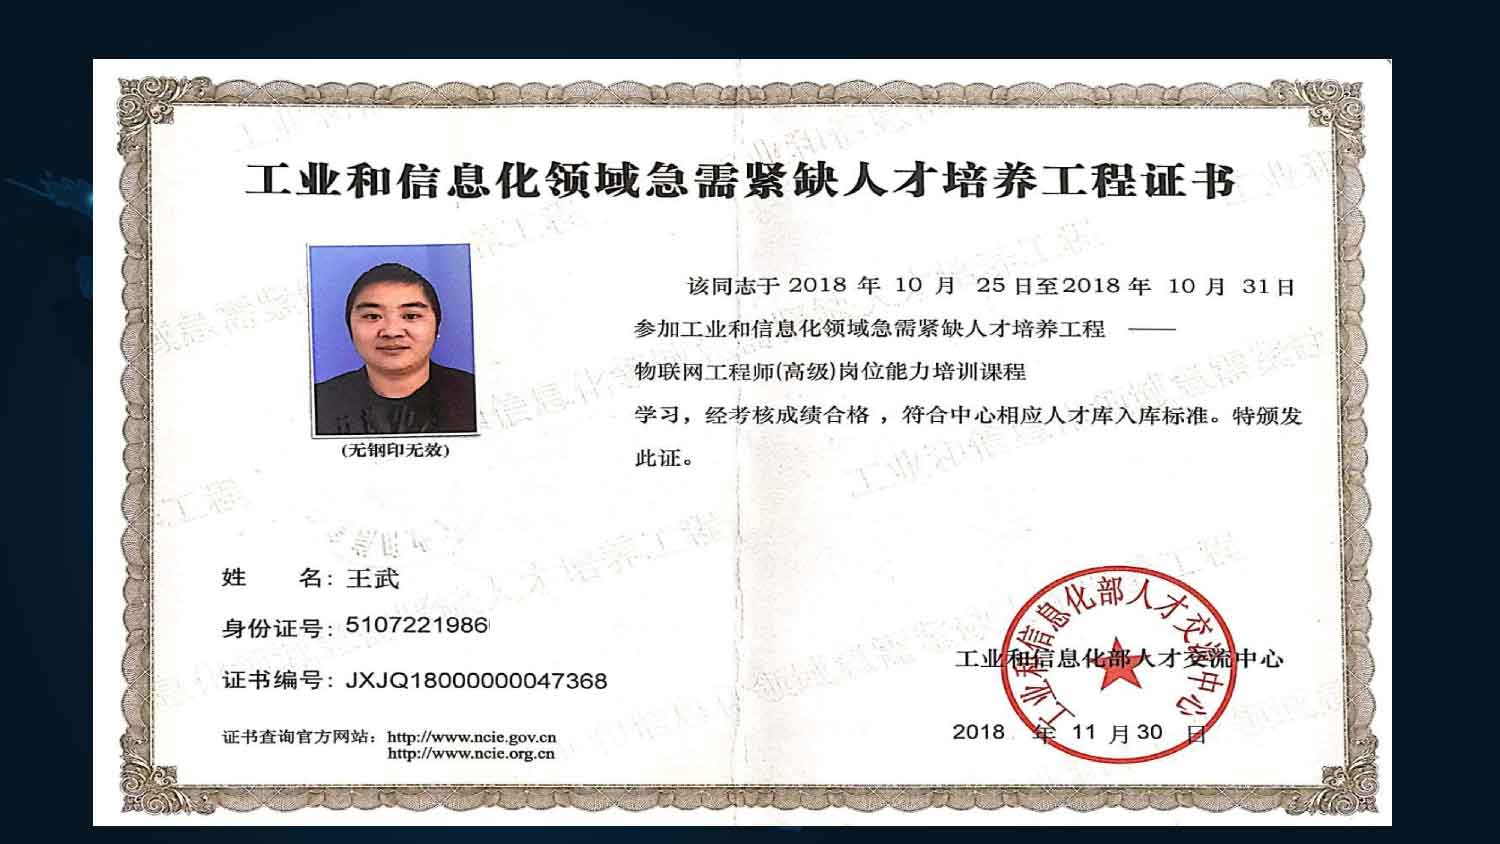 工业和信息化领域急需紧缺人才培养工程证书
该同志于 2018 年 10 月 25 日至2018 年 10 月 31 日
参加工业和信息化领域急需紧缺人才培养工程 ——
物联网工程师(高级)岗位能力培训课程
学习，经考核成绩合格 ，符合中心相应人才库入库标准。特颁发
此证。
(无钢印无效)
姓 名：王武
身份证号：5107221986
证书编号：JXJQ18000000047368
证书查询官方网站：http://www.ncie.gov.cn
http://www.ncie.org.cn
工业和信息化部人才交流中心
工业和信息化部人才交流中心
2018 年 11 月 30 日